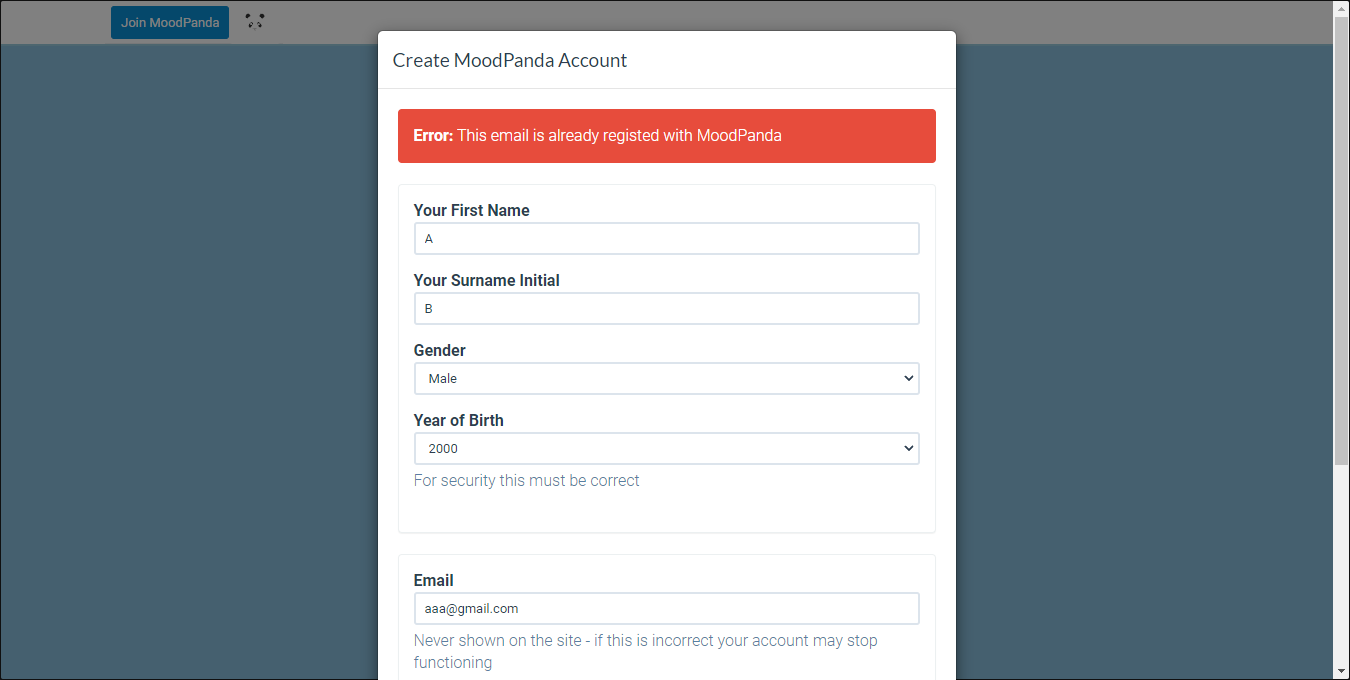 Join MoodPanda
Create MoodPanda Account
Error: This email is already registed with MoodPanda
Your First Name
A
Your Surname Initial
B
Gender
Male
Year of Birth
2000
For security this must be correct
Email
aaa@gmail.com
Never shown on the site - if this is incorrect your account may stop
functioning